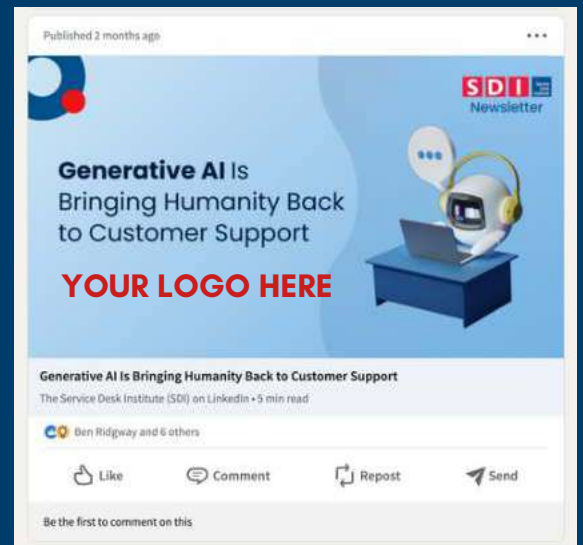 Published 2 months ago
SDI
Newsletter
Generative AI Is
Bringing Humanity Back
to Customer Support
YOUR LOGO HERE
Generative AI Is Bringing Humanity Back to Customer Support
The Service Desk Institute (SDI) on LinkedIn • 5 min read
Ben Ridgway and 6 others
Like Comment Repost Send
Be the first to comment on this